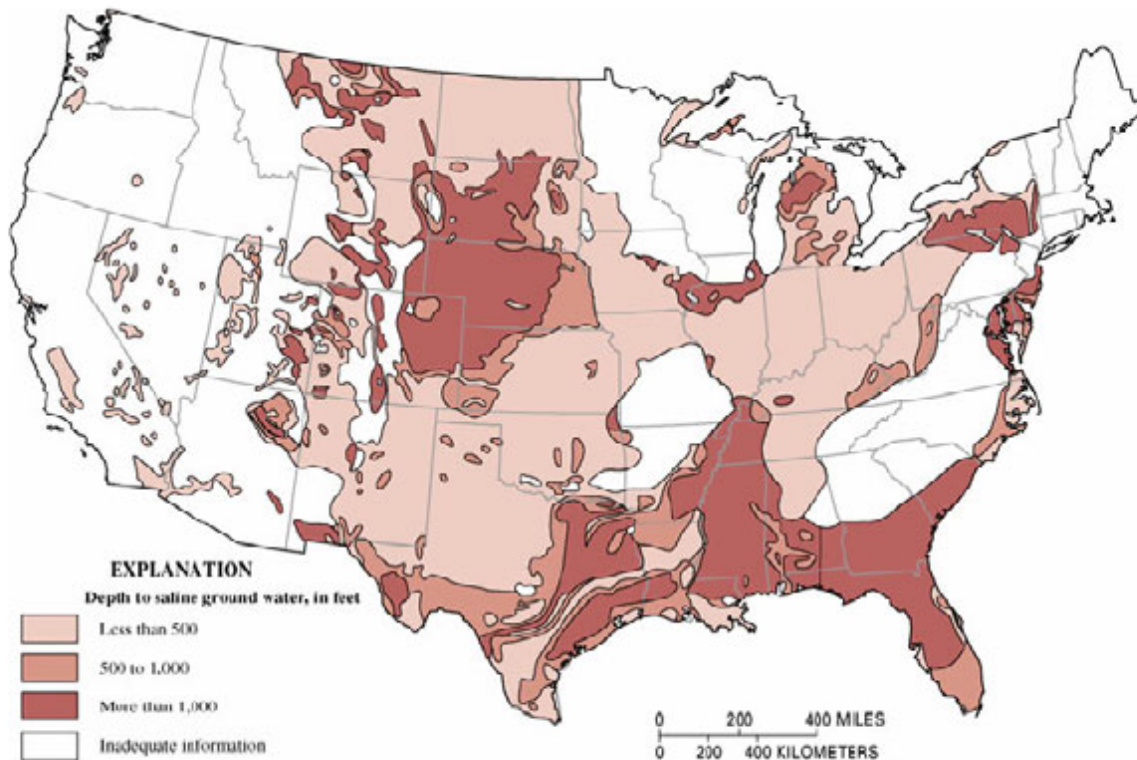 EXPLANATION
Depth to saline ground water, in feet
Less than 500
500 to 1,000
More than 1,000
Inadequate information
0 200 400 MILES
0 200 400 KILOMETERS